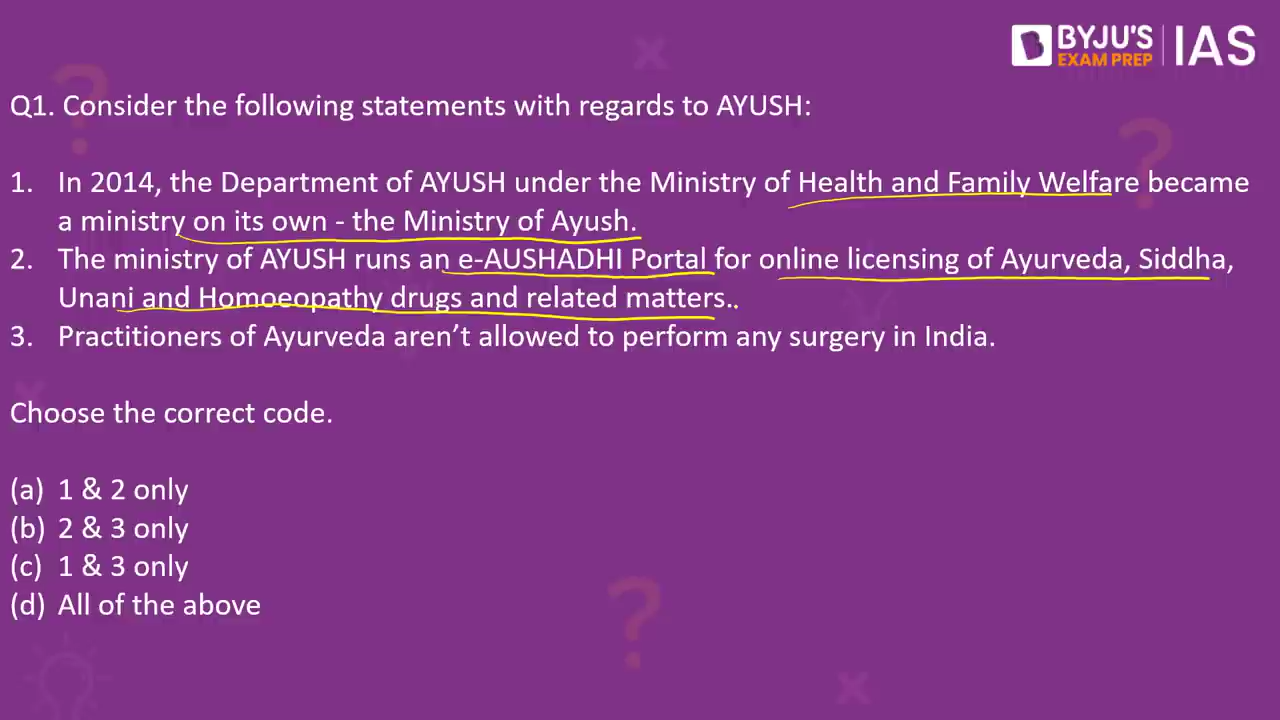 BYJU'S IAS
EXAM PREP
Q1. Consider the following statements with regards to AYUSH:
1. In 2014, the Department of AYUSH under the Ministry of Health and Family Welfare became
a ministry on its own - the Ministry of Ayush.
2. The ministry of AYUSH runs an e-AUSHADHI Portal for online licensing of Ayurveda, Siddha,
Unani and Homoeopathy drugs and related matters..
3. Practitioners of Ayurveda aren't allowed to perform any surgery in India.
Choose the correct code.
(a) 1 & 2 only
(b) 2 & 3 only
(c) 1 & 3 only
(d) All of the above